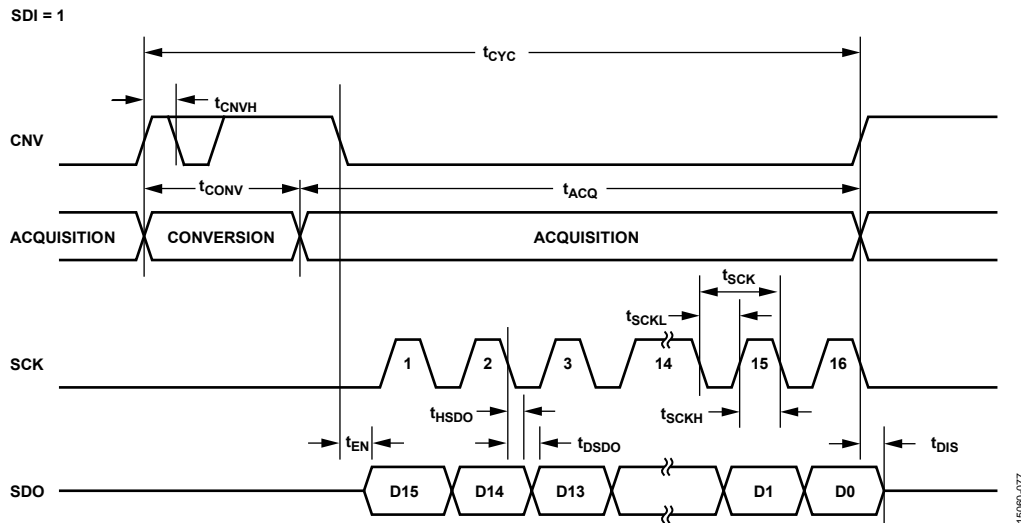 SDI = 1
tCYC
tCNVH
CNV
tCONV
tACQ
ACQUISITION
CONVERSION
ACQUISITION
tSCK
tSCKL
SCK
1
2
3
14
15
16
tHSDO
tSCKH
tEN
tDSDO
tDIS
SDO
D15
D14
D13
D1
D0
15060-077